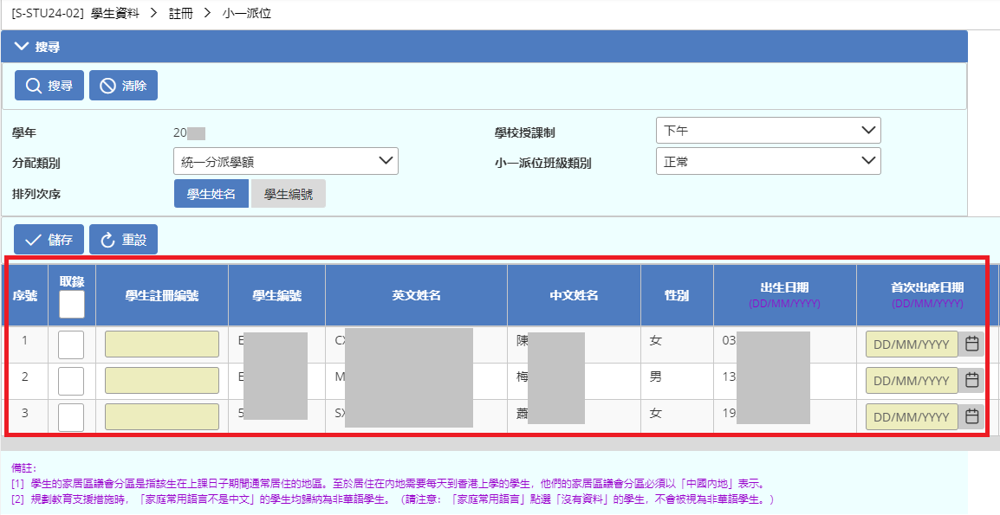 [S-STU24-02] 學生資料 > 註冊 > 小一派位
搜尋
搜尋 清除
學年 20 學校授課制 下午
分配類別 統一分派學額 小一派位班級類別 正常
排列次序 學生姓名 學生編號
儲存 重設
序號 取錄 學生註冊編號 學生編號 英文姓名 中文姓名 性別 出生日期 (DD/MM/YYYY) 首次出席日期 (DD/MM/YYYY)
1 E CX 陳 女 03 DD/MM/YYYY
2 E M 梅 男 13 DD/MM/YYYY
3 5 SX 蕭 女 19 DD/MM/YYYY
備註:
[1] 學生的家居區議會分區是指該生在上課日子期間通常居住的地區。至於居住在內地需要每天到香港上學的學生，他們的家居區議會分區必須以「中國內地」表示。
[2] 規劃教育支援措施時，「家庭常用語言不是中文」的學生均歸納為非華語學生。（請注意：「家庭常用語言」點選「沒有資料」的學生，不會被視為非華語學生。）